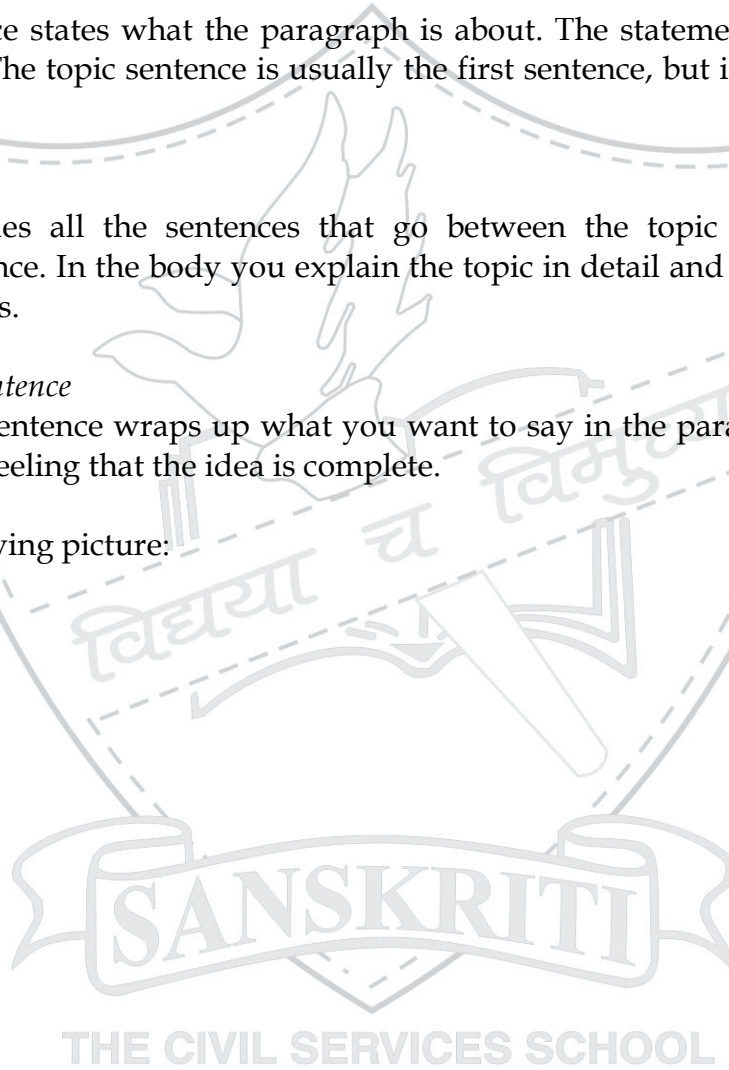 ce states what the paragraph is about. The stateme
The topic sentence is usually the first sentence, but i
es all the sentences that go between the topic
nce. In the body you explain the topic in detail and
s.
tence
entence wraps up what you want to say in the para
eeling that the idea is complete.
wing picture:
विद्यया च विमुच्य
SANSKRITI
THE CIVIL SERVICES SCHOOL